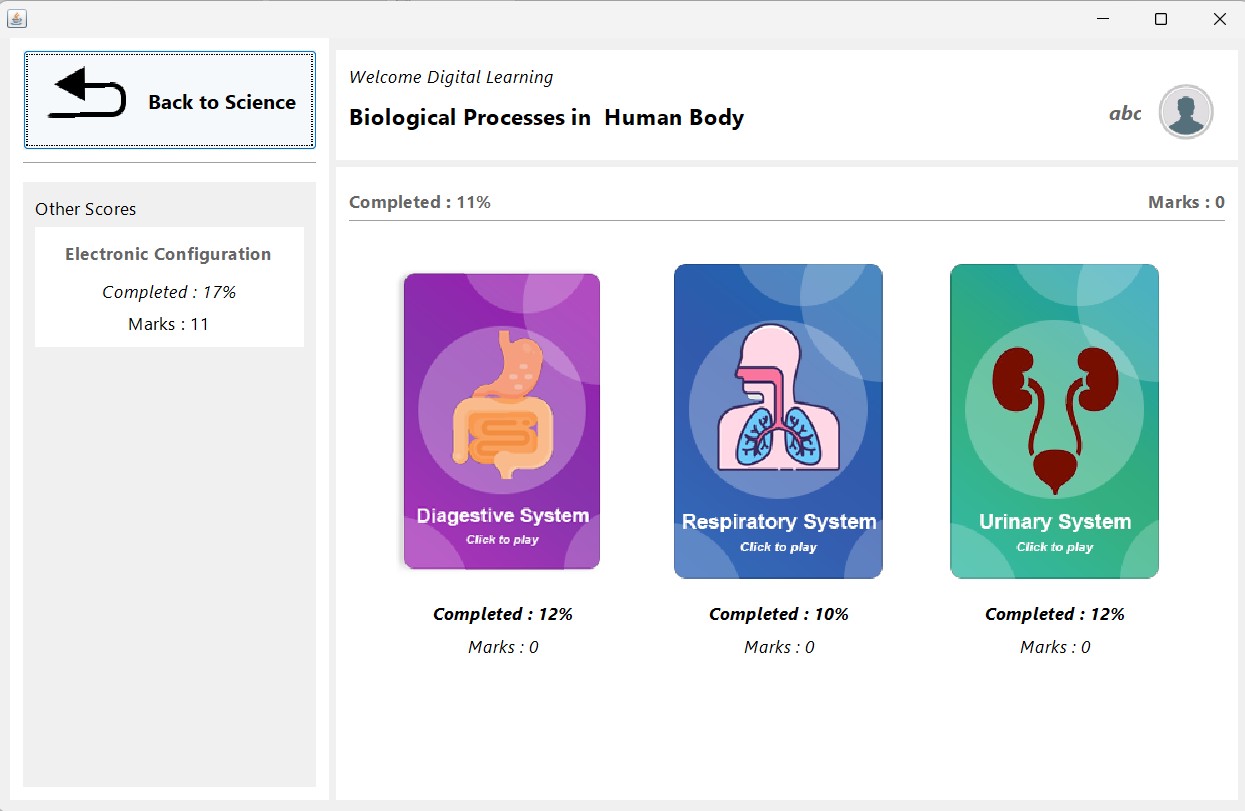 Back to Science
Other Scores
Electronic Configuration
Completed : 17%
Marks : 11
Welcome Digital Learning
Biological Processes in  Human Body
abc
Completed : 11%
Marks : 0
Diagestive System
Click to play
Completed : 12%
Marks : 0
Respiratory System
Click to play
Completed : 10%
Marks : 0
Urinary System
Click to play
Completed : 12%
Marks : 0